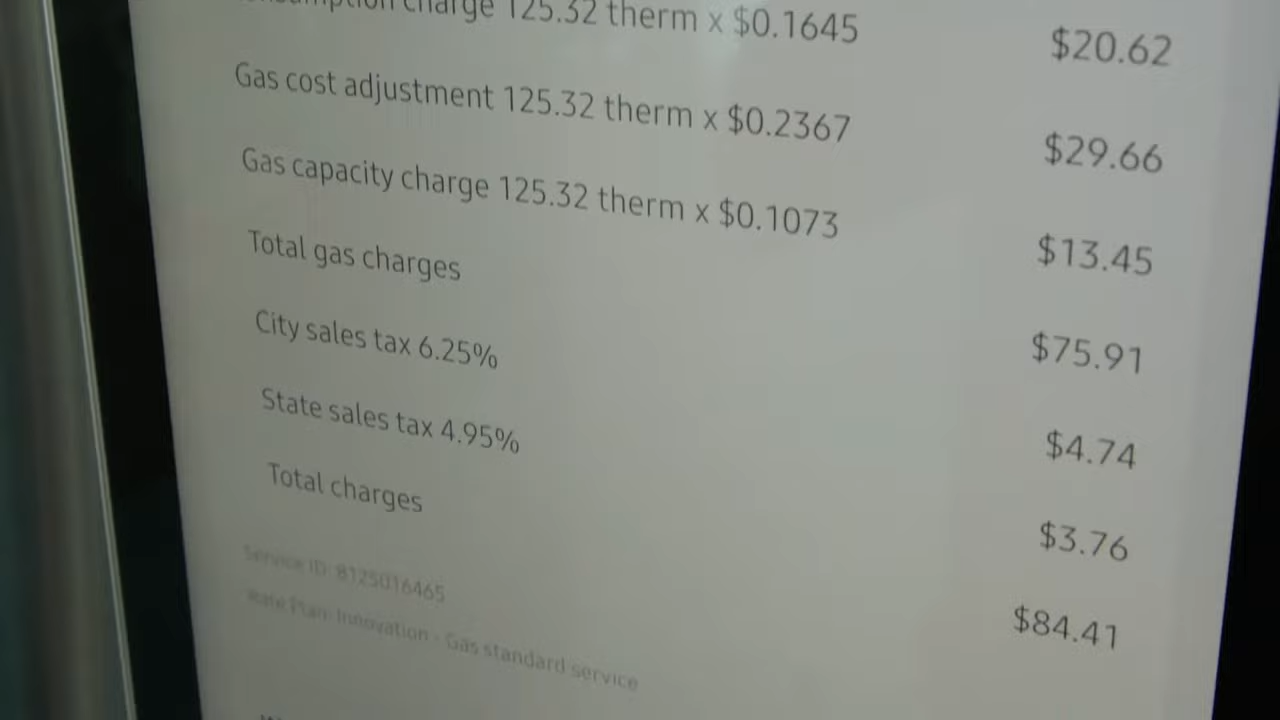 charge 125.32 therm x $0.1645 $20.62
Gas cost adjustment 125.32 therm x $0.2367 $29.66
Gas capacity charge 125.32 therm x $0.1073 $13.45
Total gas charges $75.91
City sales tax 6.25% $4.74
State sales tax 4.95% $3.76
Total charges $84.41
Service ID: 8125016465
Rate Plan: Innovation - Gas standard service